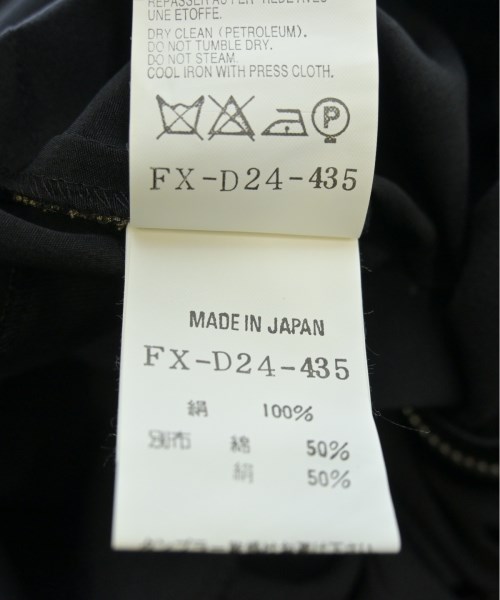 UNE ETOFFE.
DRY CLEAN (PETROLEUM).
DO NOT TUMBLE DRY.
DO NOT STEAM.
COOL IRON WITH PRESS CLOTH.
P
FX-D24-435
MADE IN JAPAN
FX-D24-435
絹 100%
別布 綿 50%
絹 50%